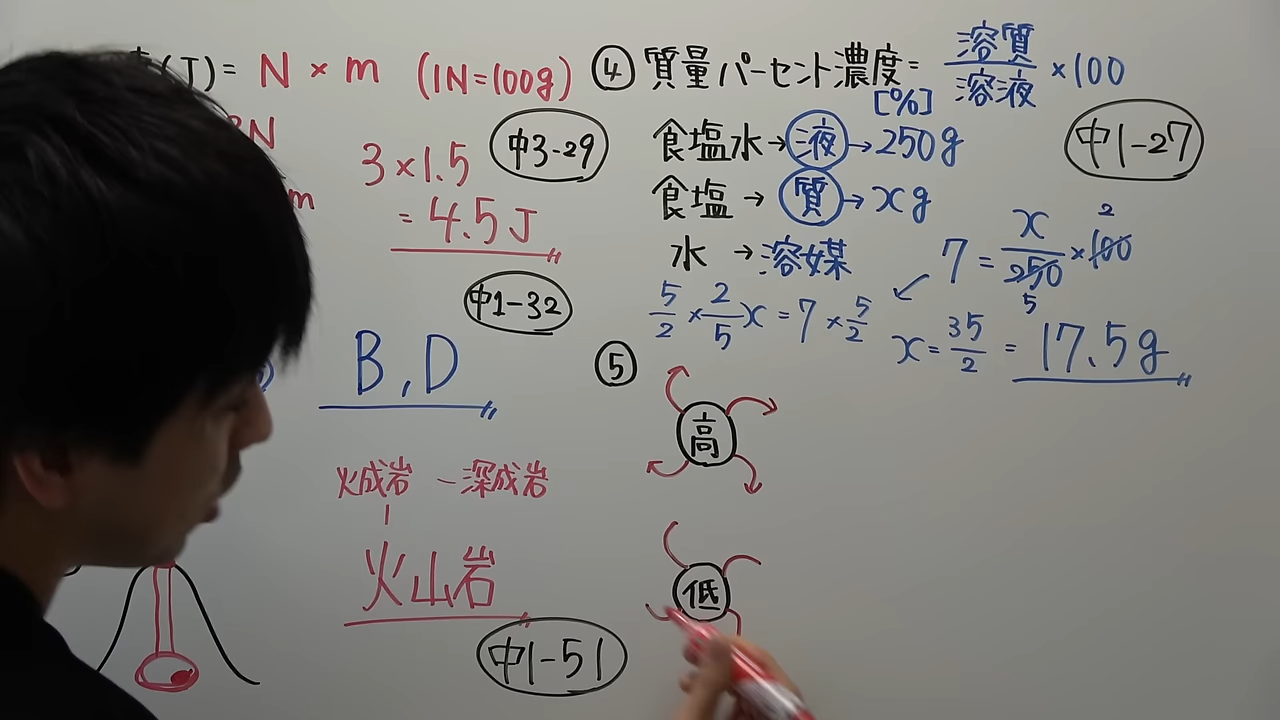 (J) = N × m (1N=100g)
N
3×1.5
中3-29
m
= 4.5J
中1-32
B, D
火成岩 - 深成岩
火山岩
中1-51
④ 質量パーセント濃度= 溶質/溶液 ×100
[%]
食塩水→液→250g
中1-27
食塩 → 質→ xg
水 →溶媒
7 = x/250 ×100
2
5
5/2 × 2/5 x = 7 × 5/2
x = 35/2 = 17.5g
⑤
高
低